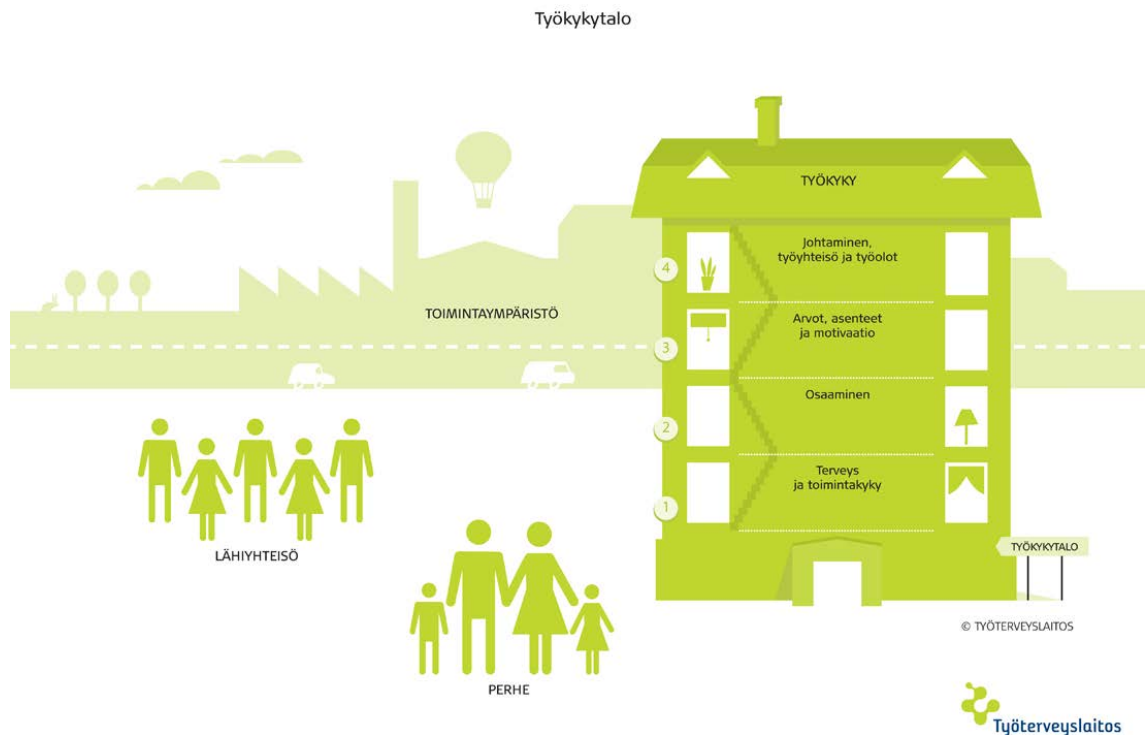 Työkykytalo
TYÖKYKY
4
Johtaminen,
työyhteisö ja työolot
TOIMINTAYMPÄRISTÖ
3
Arvot, asenteet
ja motivaatio
2
Osaaminen
1
Terveys
ja toimintakyky
LÄHIYHTEISÖ
TYÖKYKYTALO
PERHE
© TYÖTERVEYSLAITOS
Työterveyslaitos